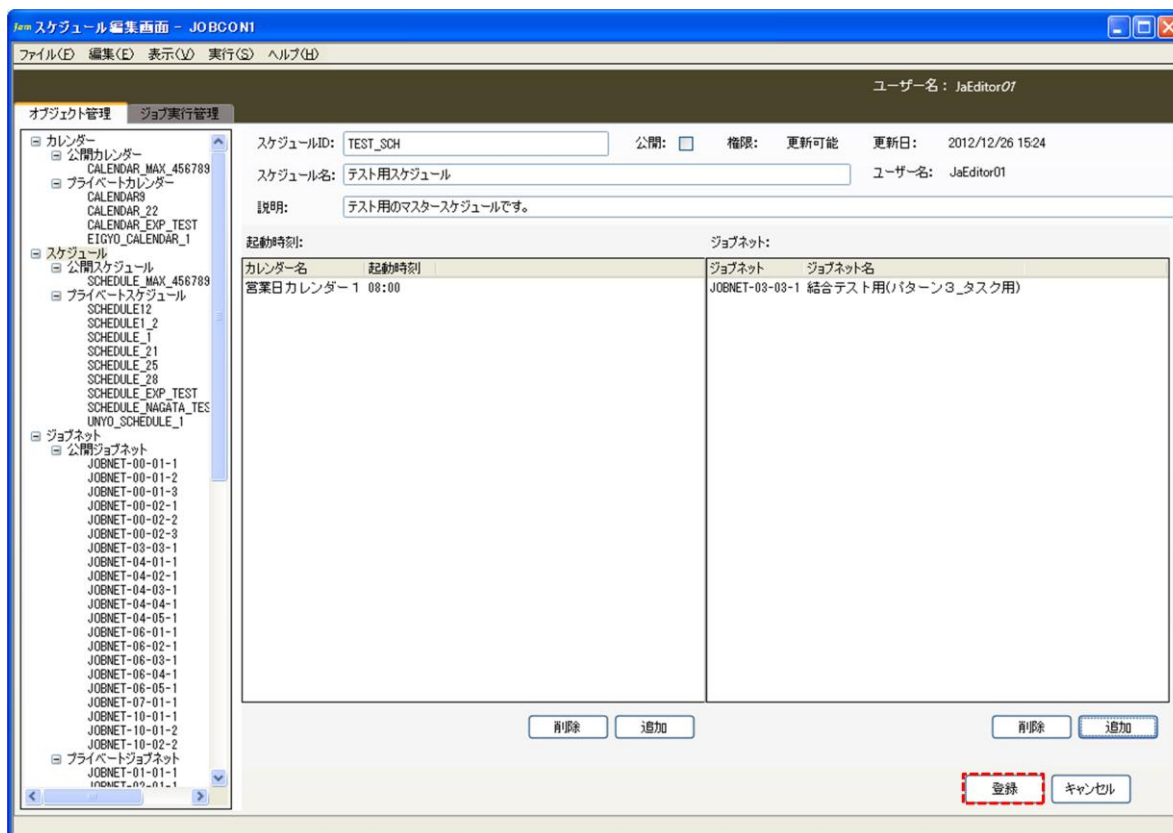 Jam スケジュール編集画面 - JOBCON1
ファイル(F) 編集(E) 表示(V) 実行(S) ヘルプ(H)
ユーザー名: JaEditor01
オブジェクト管理 ジョブ実行管理
カレンダー
公開カレンダー
CALENDAR_MAX_456789
プライベートカレンダー
CALENDAR9
CALENDAR_22
CALENDAR_EXP_TEST
EIGYO_CALENDAR_1
スケジュール
公開スケジュール
SCHEDULE_MAX_456789
プライベートスケジュール
SCHEDULE12
SCHEDULE1_2
SCHEDULE_1
SCHEDULE_21
SCHEDULE_25
SCHEDULE_28
SCHEDULE_EXP_TEST
SCHEDULE_NAGATA_TES
UNYO_SCHEDULE_1
ジョブネット
公開ジョブネット
JOBNET-00-01-1
JOBNET-00-01-2
JOBNET-00-01-3
JOBNET-00-02-1
JOBNET-00-02-2
JOBNET-00-02-3
JOBNET-03-03-1
JOBNET-04-01-1
JOBNET-04-02-1
JOBNET-04-03-1
JOBNET-04-04-1
JOBNET-04-05-1
JOBNET-06-01-1
JOBNET-06-02-1
JOBNET-06-03-1
JOBNET-06-04-1
JOBNET-06-05-1
JOBNET-07-01-1
JOBNET-10-01-1
JOBNET-10-01-2
JOBNET-10-02-2
プライベートジョブネット
JOBNET-01-01-1
JOBNET-02-01-1
スケジュールID: TEST_SCH 公開: 権限: 更新可能 更新日: 2012/12/26 15:24
スケジュール名: テスト用スケジュール ユーザー名: JaEditor01
説明: テスト用のマスタースケジュールです。
起動時刻: ジョブネット:
カレンダー名 起動時刻 ジョブネット ジョブネット名
営業日カレンダー1 08:00 JOBNET-03-03-1 結合テスト用(パターン3_タスク用)
削除 追加 削除 追加
登録 キャンセル